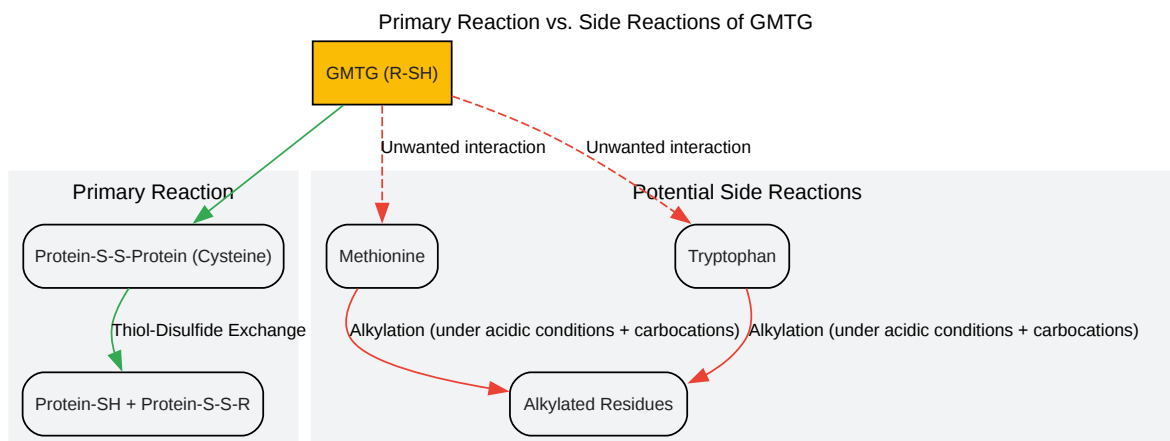 Primary Reaction vs. Side Reactions of GMTG
GMTG (R-SH)
Unwanted interaction
Unwanted interaction
Primary Reaction
Potential Side Reactions
Protein-S-S-Protein (Cysteine)
Methionine
Tryptophan
Thiol-Disulfide Exchange
Alkylation (under acidic conditions + carbocations)
Alkylation (under acidic conditions + carbocations)
Protein-SH + Protein-S-S-R
Alkylated Residues